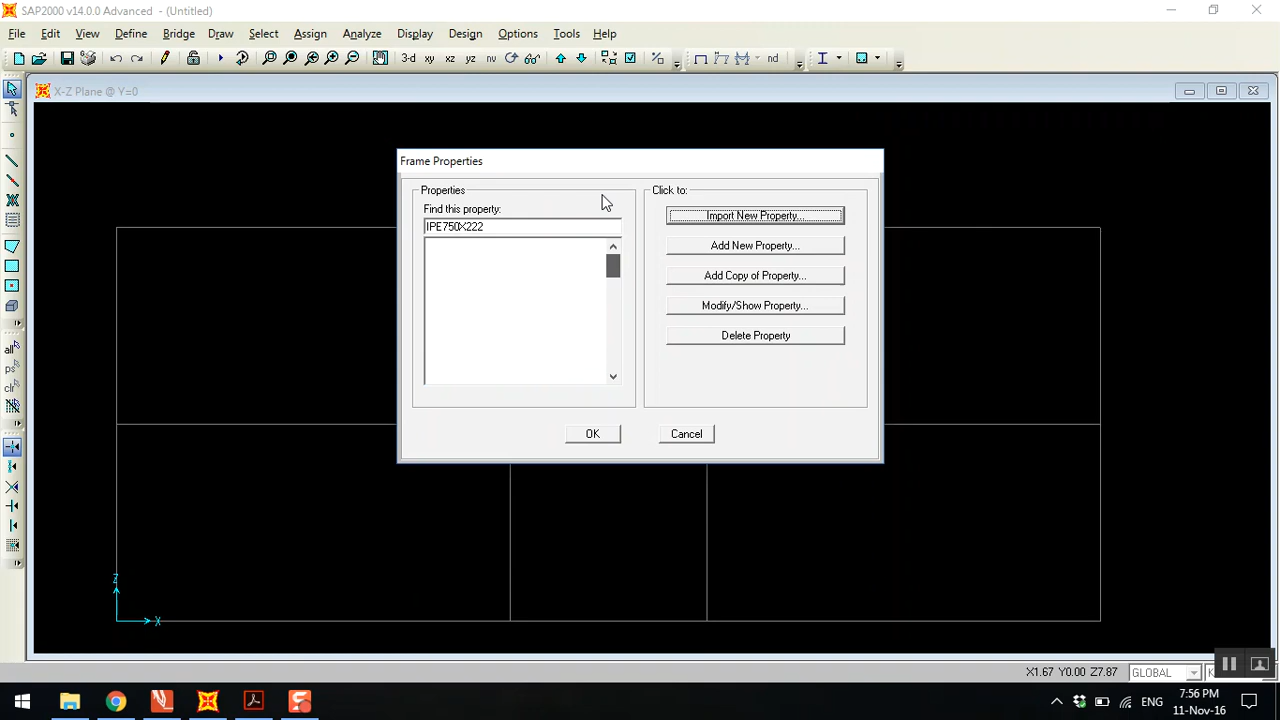 SAP2000 v14.0.0 Advanced - (Untitled)
File Edit View Define Bridge Draw Select Assign Analyze Display Design Options Tools Help
3-d xy xz yz nv nd
X-Z Plane @ Y=0
Frame Properties
Properties
Find this property:
IPE750X222
Click to:
Import New Property...
Add New Property...
Add Copy of Property...
Modify/Show Property...
Delete Property
OK Cancel
all
ps
clr
Z
X
X1.67 Y0.00 Z7.87 GLOBAL
ENG
7:56 PM
11-Nov-16